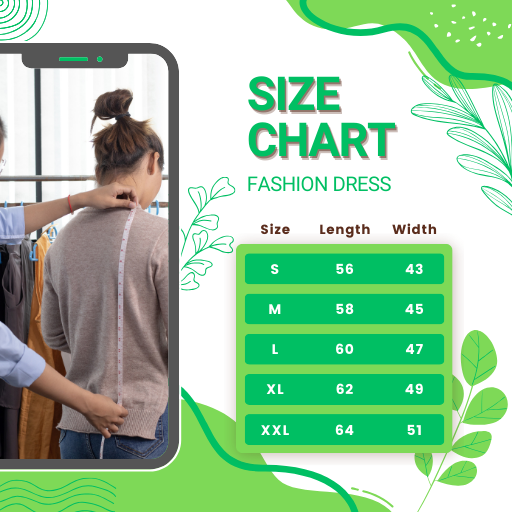 SIZE
CHART
FASHION DRESS
Size Length Width
S 56 43
M 58 45
L 60 47
XL 62 49
XXL 64 51